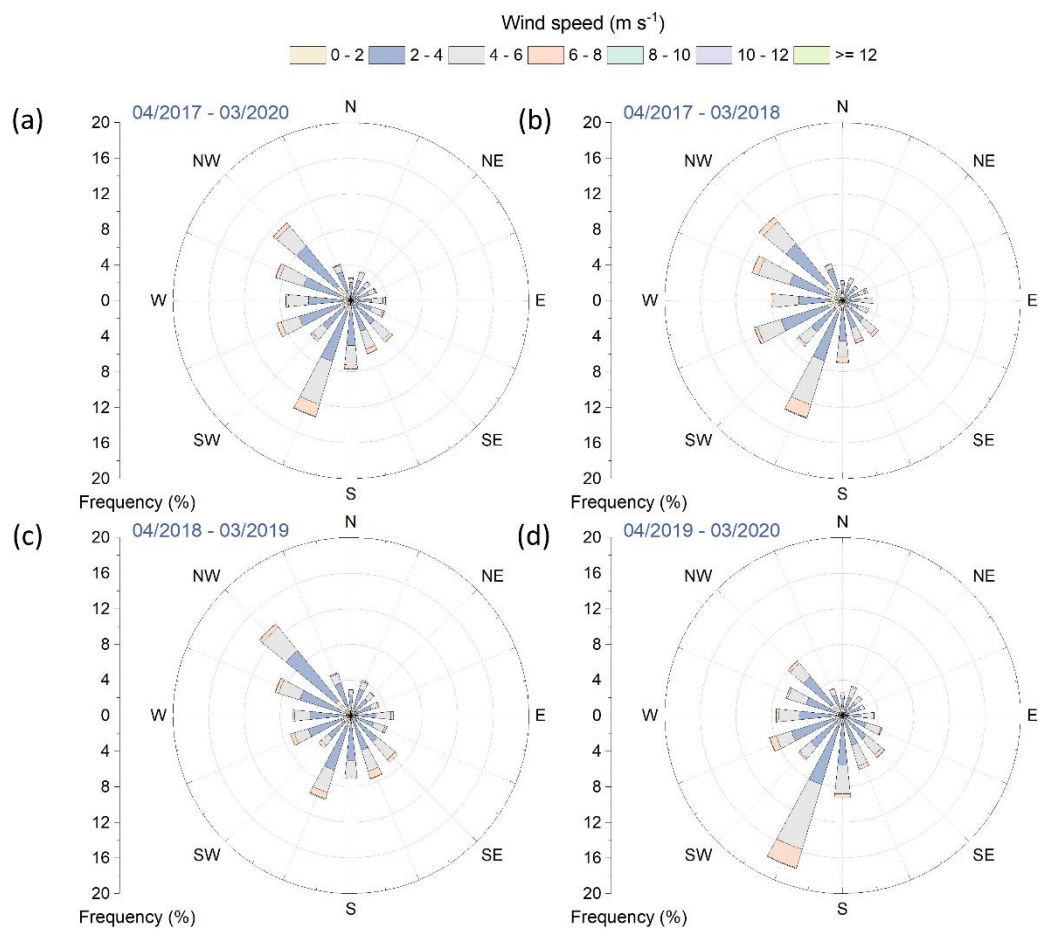 Wind speed (m s⁻¹)
0 - 2 2 - 4 4 - 6 6 - 8 8 - 10 10 - 12 >= 12
(a) 04/2017 - 03/2020
20
16
12
8
4
0
4
8
12
16
20
Frequency (%)
N
NE
E
SE
S
SW
W
NW
(b) 04/2017 - 03/2018
20
16
12
8
4
0
4
8
12
16
20
Frequency (%)
N
NE
E
SE
S
SW
W
NW
(c) 04/2018 - 03/2019
20
16
12
8
4
0
4
8
12
16
20
Frequency (%)
N
NE
E
SE
S
SW
W
NW
(d) 04/2019 - 03/2020
20
16
12
8
4
0
4
8
12
16
20
Frequency (%)
N
NE
E
SE
S
SW
W
NW